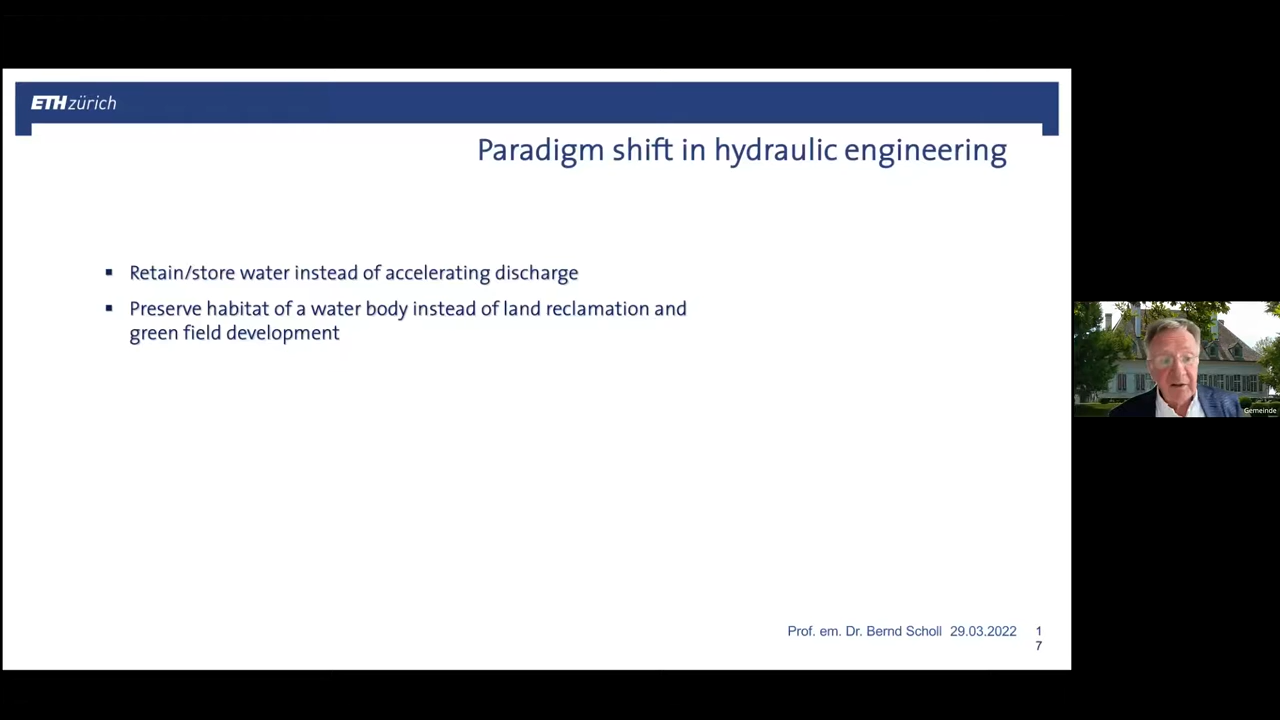 ETH zürich
Paradigm shift in hydraulic engineering
▪ Retain/store water instead of accelerating discharge
▪ Preserve habitat of a water body instead of land reclamation and
green field development
Gemeinde
Prof. em. Dr. Bernd Scholl 29.03.2022 1
7